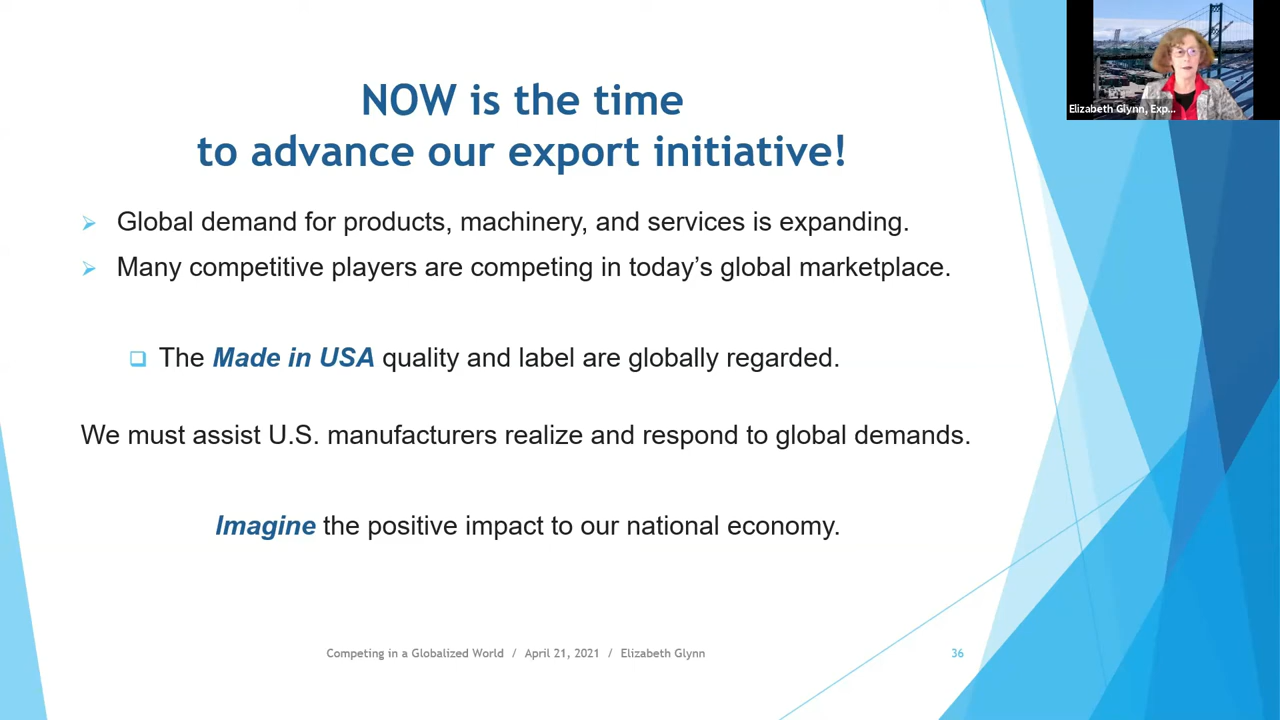 NOW is the time
to advance our export initiative!
Elizabeth Glynn, Exp...
Global demand for products, machinery, and services is expanding.
Many competitive players are competing in today’s global marketplace.
The Made in USA quality and label are globally regarded.
We must assist U.S. manufacturers realize and respond to global demands.
Imagine the positive impact to our national economy.
Competing in a Globalized World / April 21, 2021 / Elizabeth Glynn 36